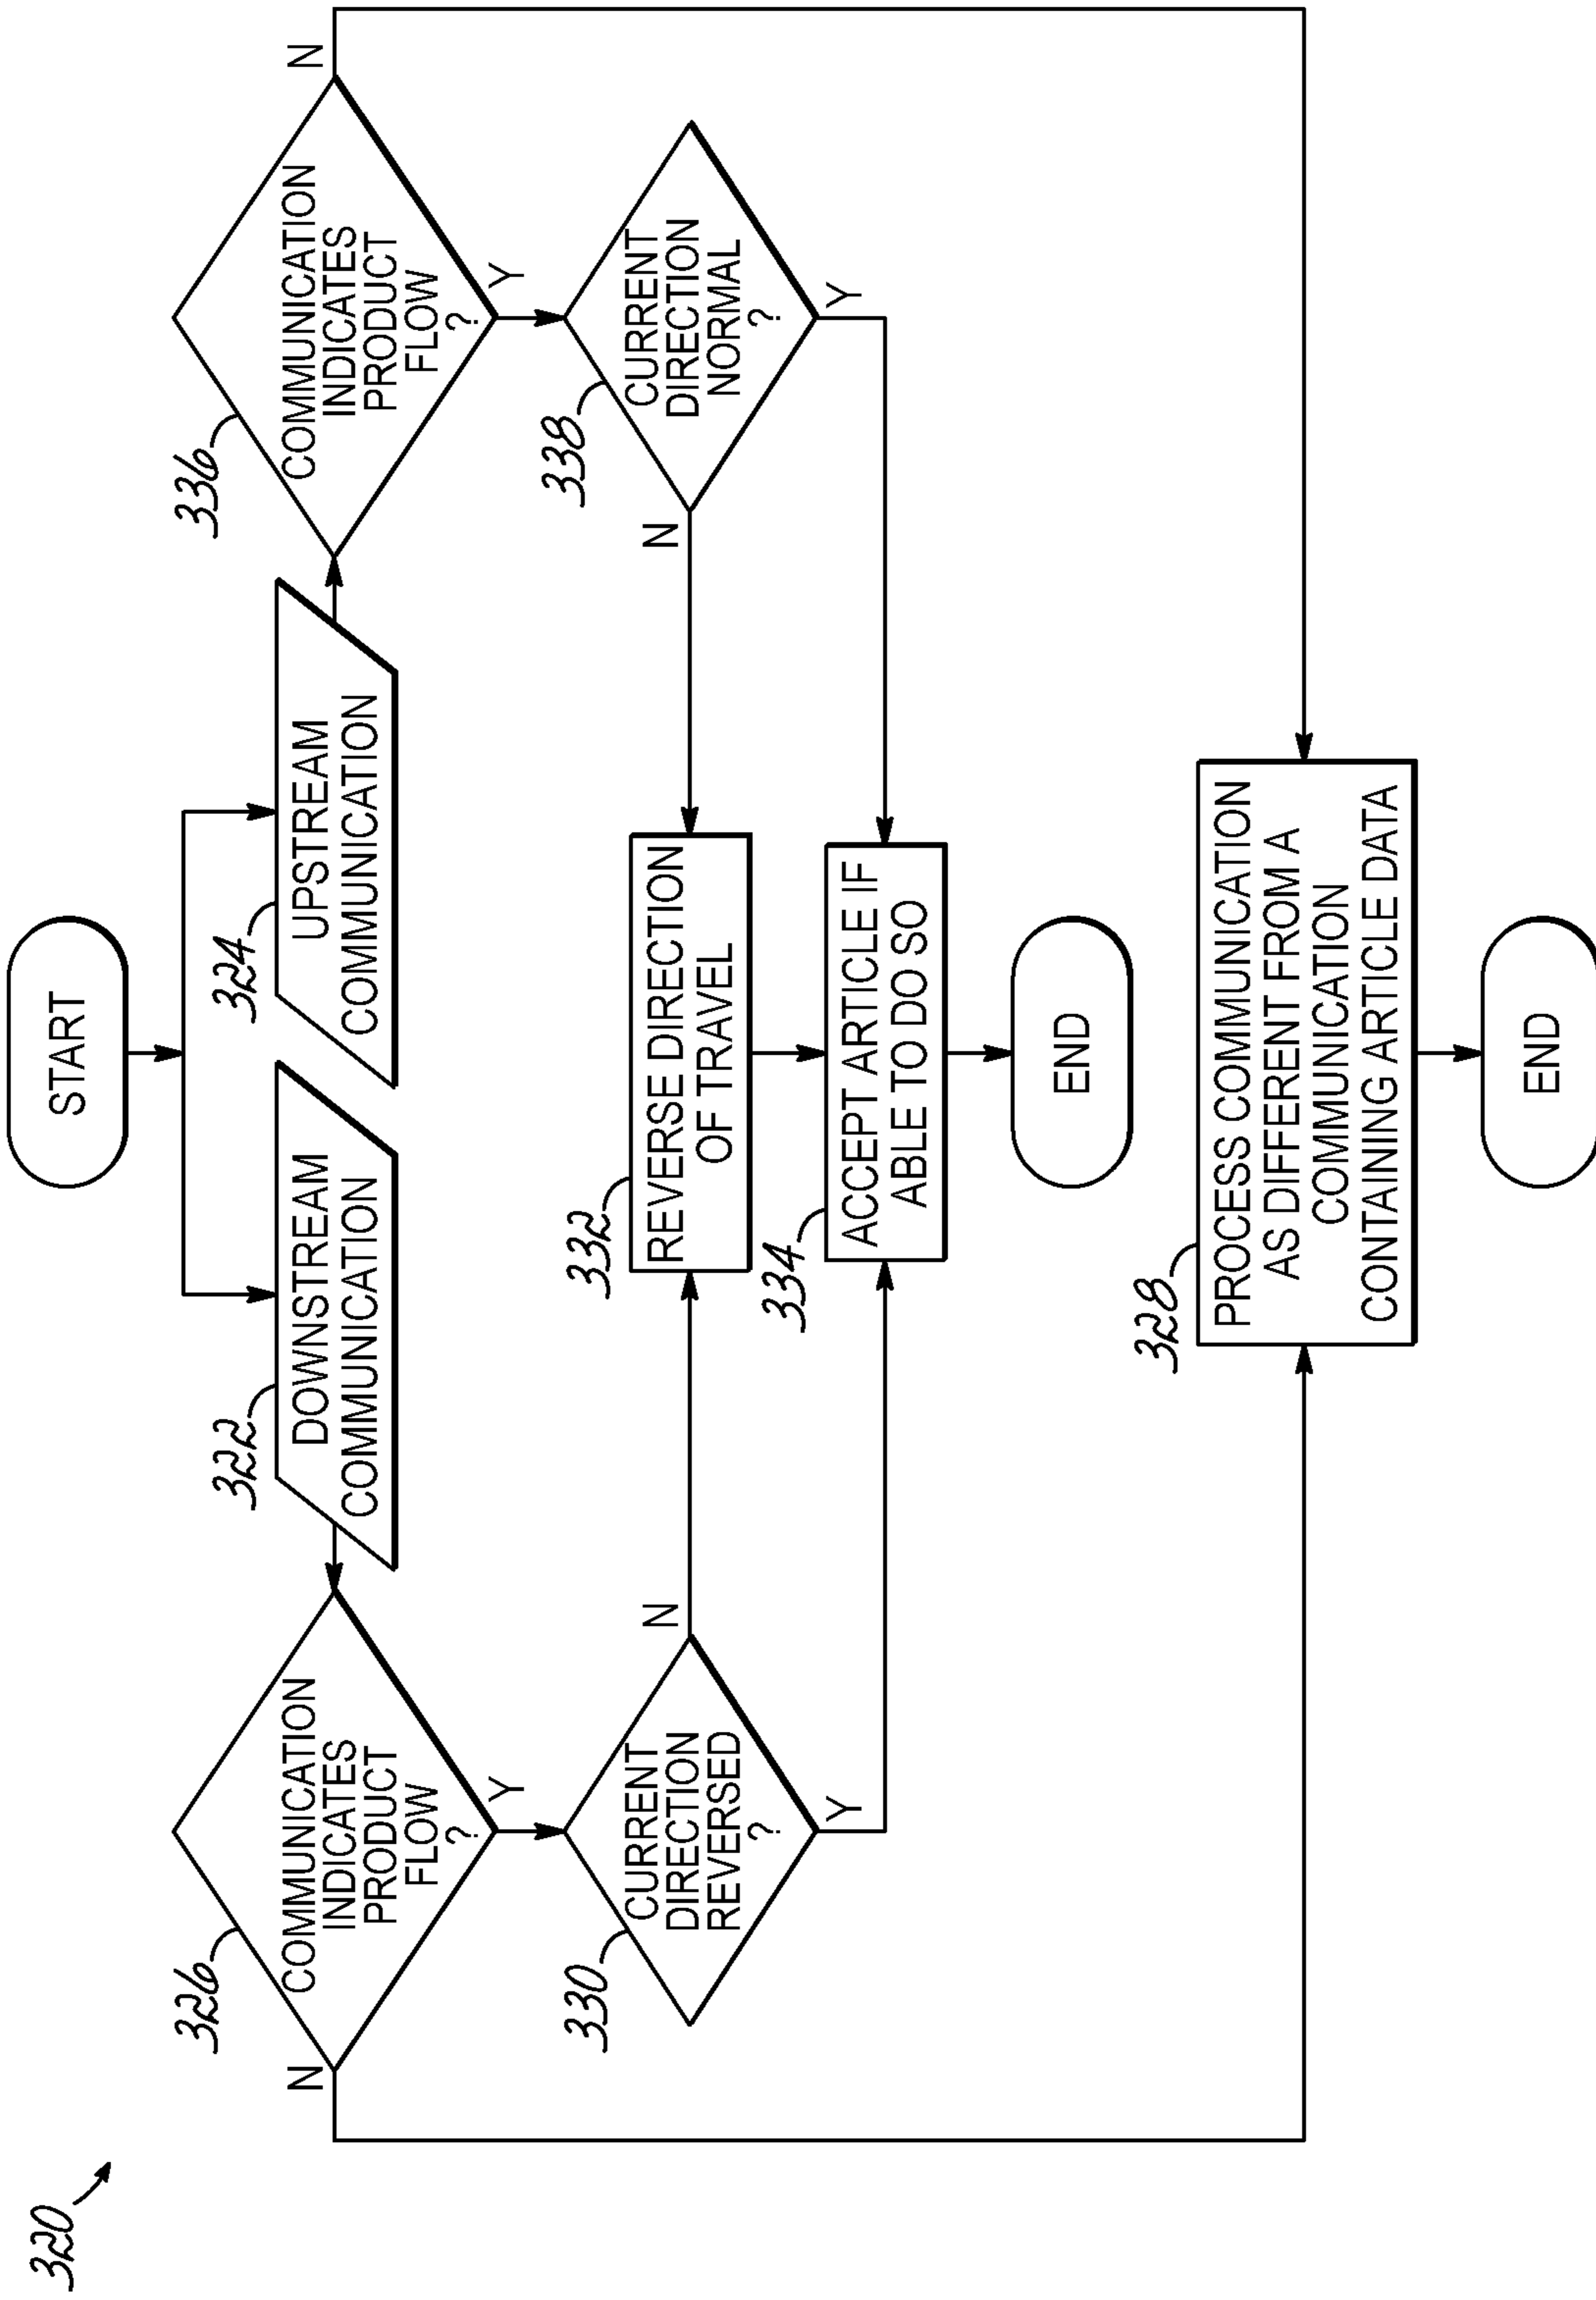 320
START
322
DOWNSTREAM
COMMUNICATION
324
UPSTREAM
COMMUNICATION
326
COMMUNICATION
INDICATES
PRODUCT
FLOW
?
N
Y
336
COMMUNICATION
INDICATES
PRODUCT
FLOW
?
N
Y
330
CURRENT
DIRECTION
REVERSED
?
N
Y
332
REVERSE DIRECTION
OF TRAVEL
338
CURRENT
DIRECTION
NORMAL
?
N
Y
334
ACCEPT ARTICLE IF
ABLE TO DO SO
END
328
PROCESS COMMUNICATION
AS DIFFERENT FROM A
COMMUNICATION
CONTAINING ARTICLE DATA
END